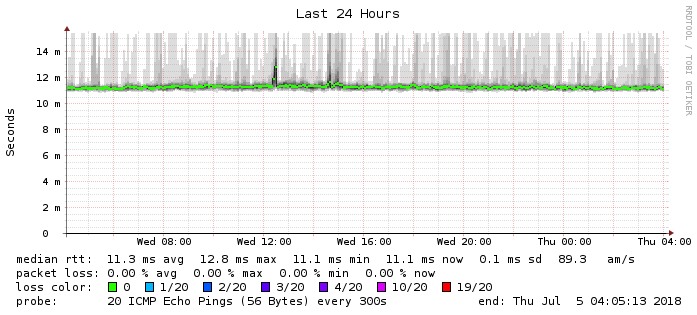 Last 24 Hours
RRDTOOL / TOBI OETIKER
Seconds
14 m
12 m
10 m
8 m
6 m
4 m
2 m
0
Wed 08:00 Wed 12:00 Wed 16:00 Wed 20:00 Thu 00:00 Thu 04:00
median rtt: 11.3 ms avg 12.8 ms max 11.1 ms min 11.1 ms now 0.1 ms sd 89.3 am/s
packet loss: 0.00 % avg 0.00 % max 0.00 % min 0.00 % now
loss color: 0 1/20 2/20 3/20 4/20 10/20 19/20
probe: 20 ICMP Echo Pings (56 Bytes) every 300s end: Thu Jul 5 04:05:13 2018